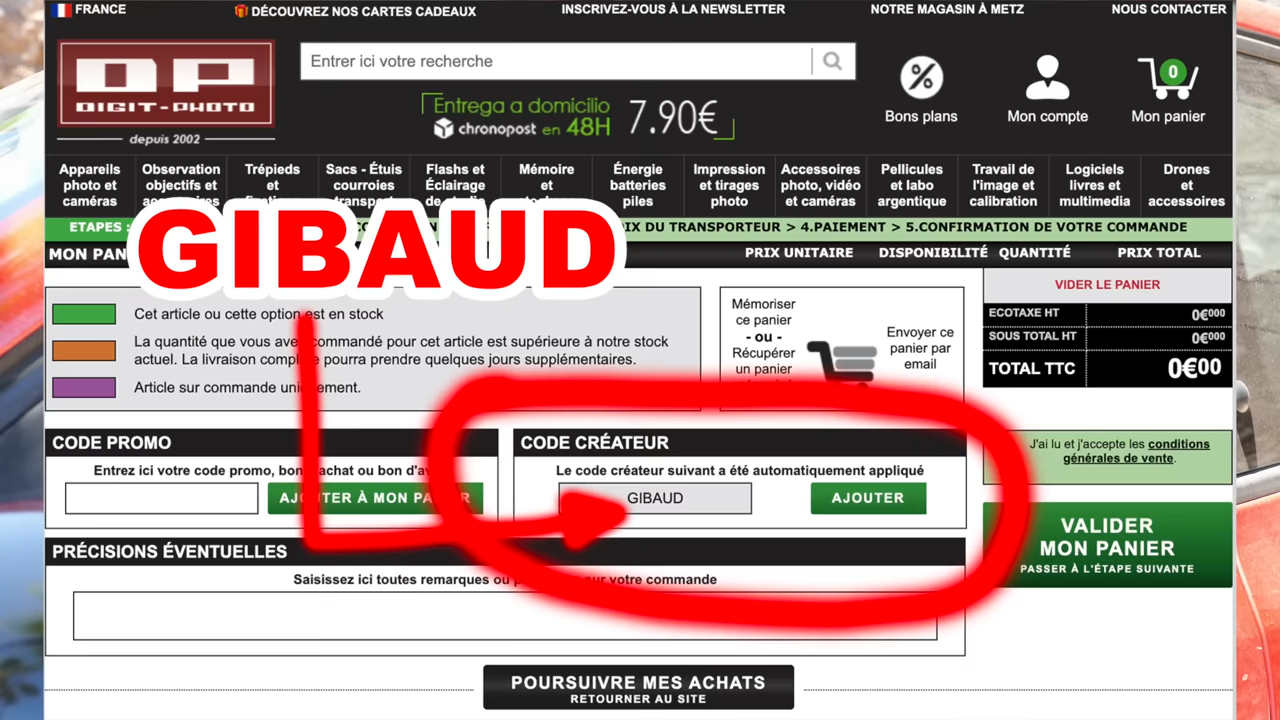 FRANCE
DÉCOUVREZ NOS CARTES CADEAUX
INSCRIVEZ-VOUS À LA NEWSLETTER
NOTRE MAGASIN À METZ
NOUS CONTACTER
DP
DIGIT-PHOTO
depuis 2002
Entrer ici votre recherche
Entrega a domicilio
chronopost en 48H
7.90€
Bons plans
Mon compte
0
Mon panier
Appareils
photo et
caméras
Observation
objectifs et
Trépieds
et
Sacs - Étuis
courroies
Flashs et
Éclairage
Mémoire
et
Énergie
batteries
piles
Impression
et tirages
photo
Accessoires
photo, vidéo
et caméras
Pellicules
et labo
argentique
Travail de
l'image et
calibration
Logiciels
livres et
multimedia
Drones
et
accessoires
GIBAUD
ETAPES :
DU TRANSPORTEUR > 4.PAIEMENT > 5.CONFIRMATION DE VOTRE COMMANDE
MON
PRIX UNITAIRE
DISPONIBILITÉ
QUANTITÉ
PRIX TOTAL
Cet article ou cette option est en stock
La quantité que vous avez commandé pour cet article est supérieure à notre stock
actuel. La livraison complète pourra prendre quelques jours supplémentaires.
Article sur commande uniquement.
Mémoriser
ce panier
- ou -
Récupérer
un panier
Envoyer ce
panier par
email
VIDER LE PANIER
ECOTAXE HT
0€000
SOUS TOTAL HT
0€000
TOTAL TTC
0€00
CODE PROMO
Entrez ici votre code promo, bon d'achat ou bon
AJOUTER À MON PANIER
CODE CRÉATEUR
Le code créateur suivant a été automatiquement appliqué
GIBAUD
AJOUTER
J'ai lu et j'accepte les conditions
générales de vente.
VALIDER
MON PANIER
PASSER À L'ÉTAPE SUIVANTE
PRÉCISIONS ÉVENTUELLES
Saisissez ici toutes remarques ou sur votre commande
POURSUIVRE MES ACHATS
RETOURNER AU SITE